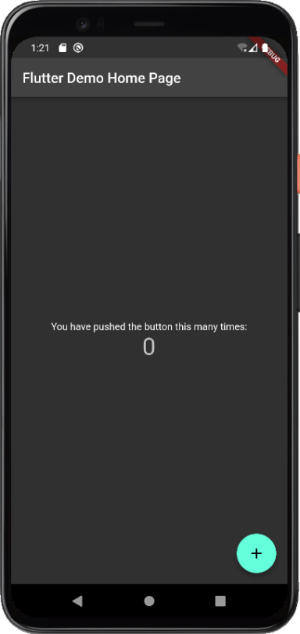 1:21
Flutter Demo Home Page
You have pushed the button this many times:
0